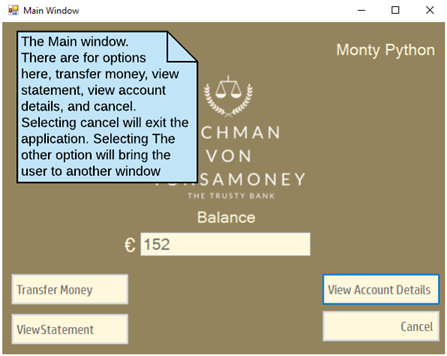 Main Window
The Main window.
There are for options
here, transfer money, view
statement, view account
details, and cancel.
Selecting cancel will exit the
application. Selecting The
other option will bring the
user to another window
Monty Python
CHMAN
VON
SAMONEY
THE TRUSTY BANK
Balance
€ 152
Transfer Money
View Account Details
ViewStatement
Cancel